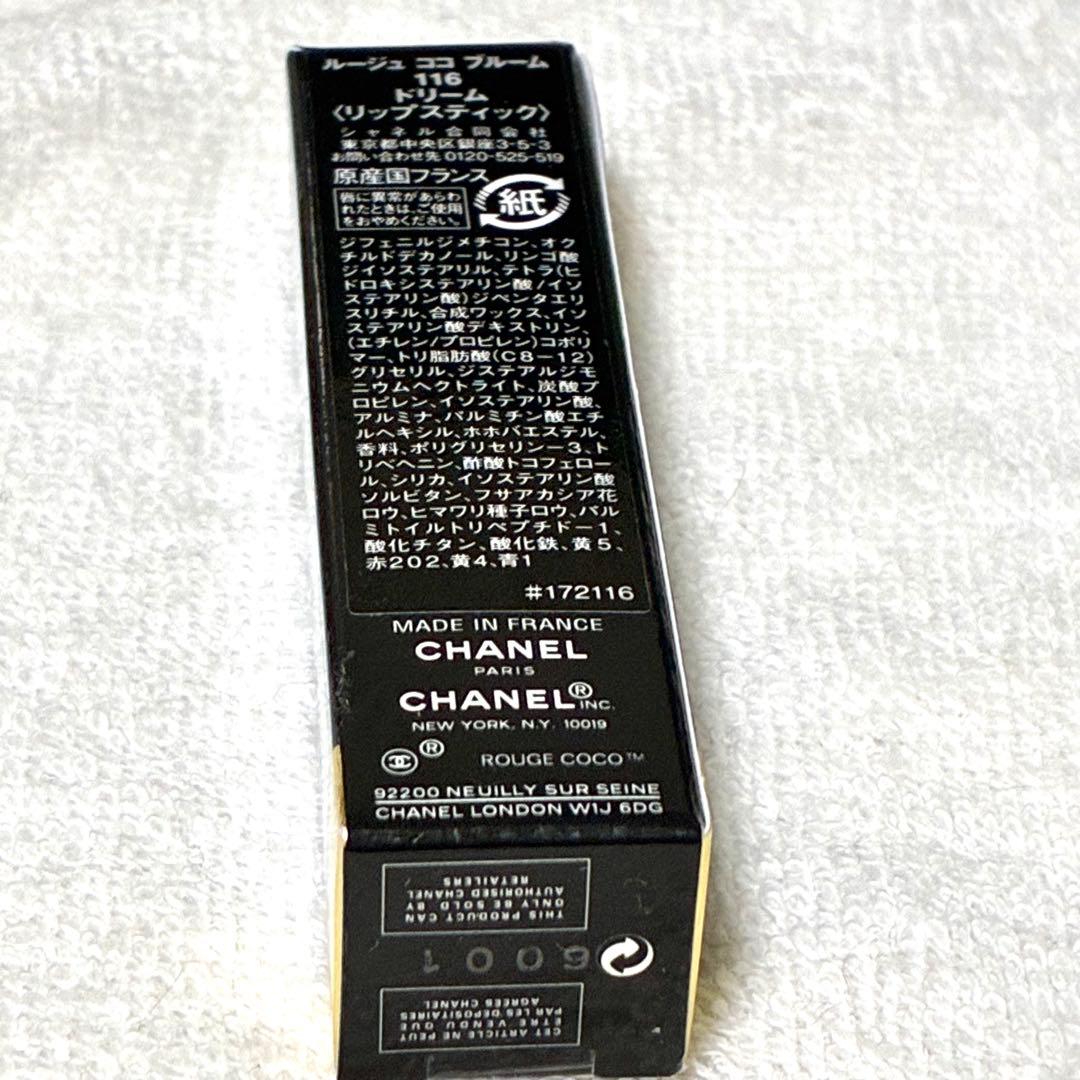 ルージュ ココ ブルーム
116
ドリーム
〈リップスティック〉
シャネル合同会社
東京都中央区銀座3-5-3
お問い合わせ先 0120-525-519
原産国フランス
紙
唇に異常があらわ
れたときは、ご使用
をおやめください。
ジフェニルジメチコン、オク
チルドデカノール、リンゴ酸
ジイソステアリル、テトラ(ヒ
ドロキシステアリン酸/イソ
ステアリン酸)ジペンタエリ
スリチル、合成ワックス、イソ
ステアリン酸デキストリン、
(エチレン/プロピレン)コポリ
マー、トリ脂肪酸(C8-12)
グリセリル、ジステアルジモ
ニウムヘクトライト、炭酸プ
ロピレン、イソステアリン酸、
アルミナ、パルミチン酸エチ
ルヘキシル、ホホバエステル、
香料、ポリグリセリン-3、ト
リベヘニン、酢酸トコフェロー
ル、シリカ、イソステアリン酸
ソルビタン、フサアカシア花
ロウ、ヒマワリ種子ロウ、パル
ミトイルトリペプチド-1、
酸化チタン、酸化鉄、黄5、
赤202、黄4、青1
#172116
MADE IN FRANCE
CHANEL
PARIS
CHANEL® INC.
NEW YORK, N.Y. 10019
® ROUGE COCO™
92200 NEUILLY SUR SEINE
CHANEL LONDON W1J 6DG
THIS PRODUCT CAN
ONLY BE SOLD BY
AUTHORISED CHANEL
RETAILERS
6001
CET ARTICLE NE PEUT
ETRE VENDU QUE
PAR LES DEPOSITAIRES
AGREES CHANEL